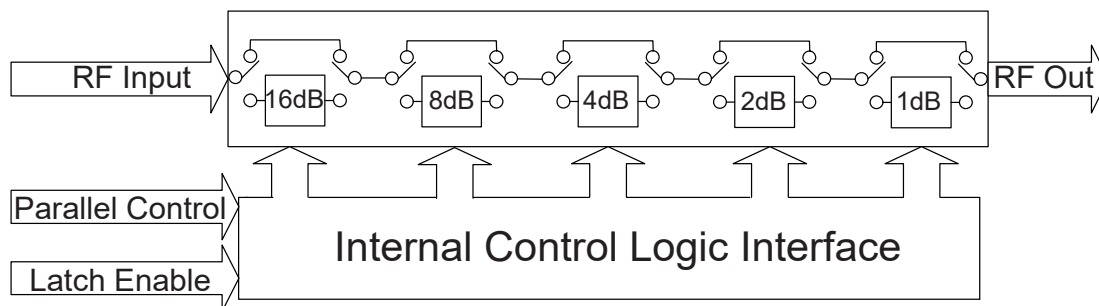 RF Input
16dB
8dB
4dB
2dB
1dB
RF Out
Parallel Control
Internal Control Logic Interface
Latch Enable